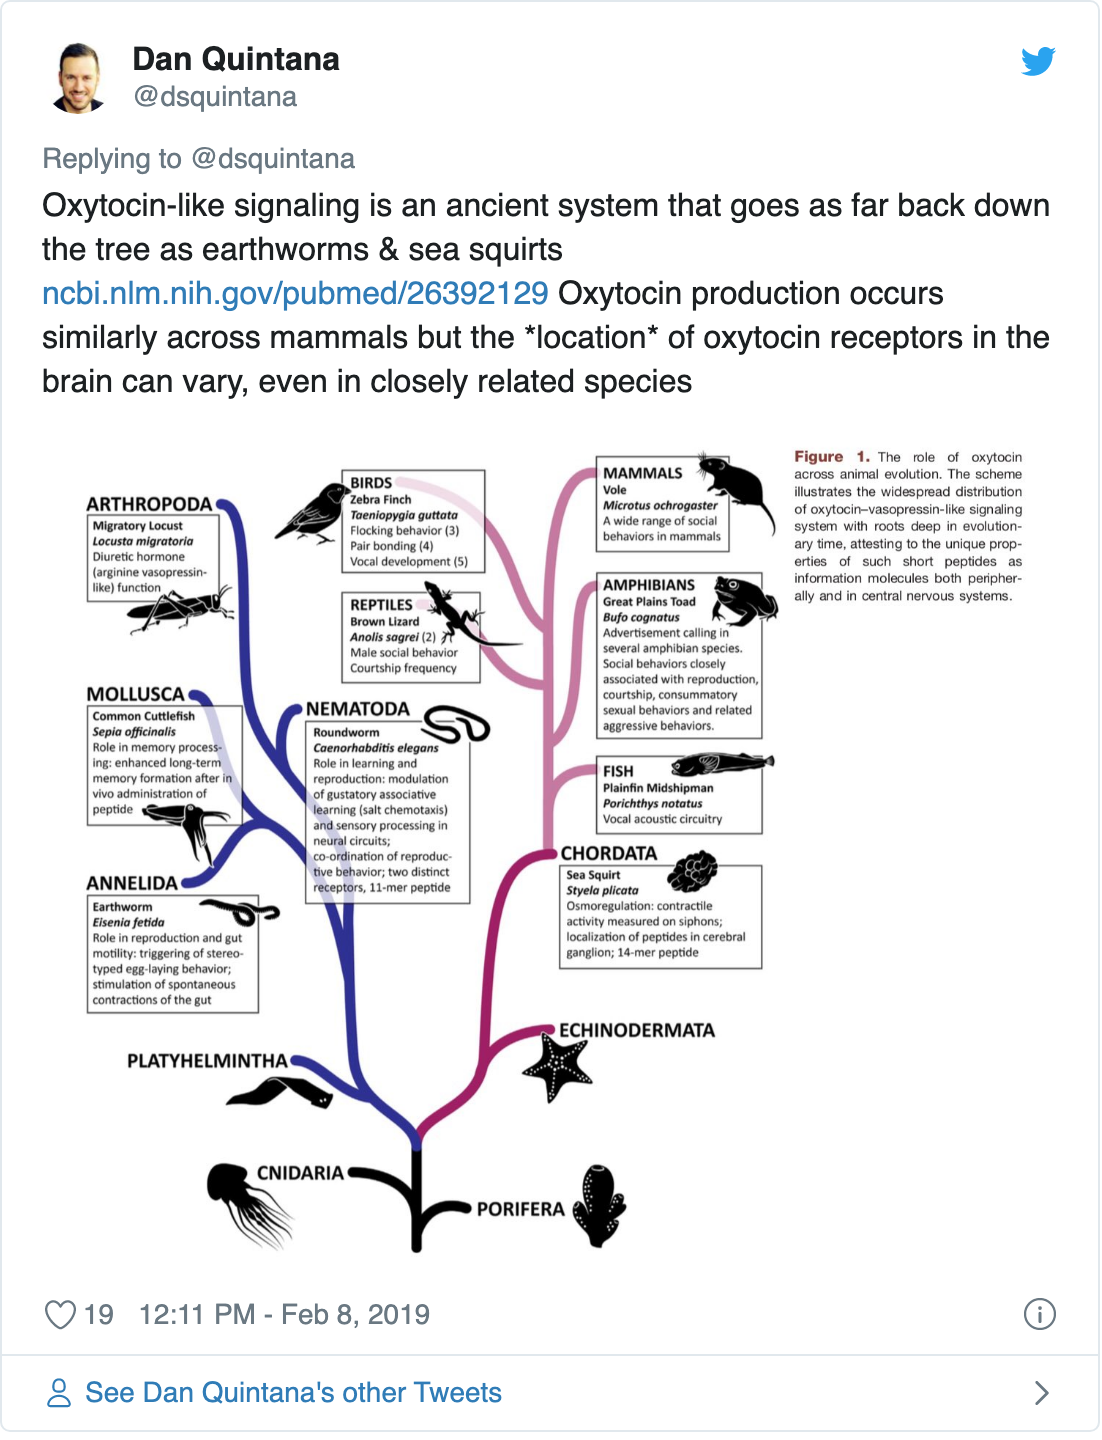 Dan Quintana
@dsquintana
Replying to @dsquintana
Oxytocin-like signaling is an ancient system that goes as far back down
the tree as earthworms & sea squirts
ncbi.nlm.nih.gov/pubmed/26392129 Oxytocin production occurs
similarly across mammals but the *location* of oxytocin receptors in the
brain can vary, even in closely related species
ARTHROPODA
Migratory Locust
Locusta migratoria
Diuretic hormone
(arginine vasopressin-
like) function
BIRDS
Zebra Finch
Taeniopygia guttata
Flocking behavior (3)
Pair bonding (4)
Vocal development (5)
REPTILES
Brown Lizard
Anolis sagrei (2)
Male social behavior
Courtship frequency
MAMMALS
Vole
Microtus ochrogaster
A wide range of social
behaviors in mammals
AMPHIBIANS
Great Plains Toad
Bufo cognatus
Advertisement calling in
several amphibian species.
Social behaviors closely
associated with reproduction,
courtship, consummatory
sexual behaviors and related
aggressive behaviors.
Figure 1. The role of oxytocin
across animal evolution. The scheme
illustrates the widespread distribution
of oxytocin–vasopressin-like signaling
system with roots deep in evolution-
ary time, attesting to the unique prop-
erties of such short peptides as
information molecules both peripher-
ally and in central nervous systems.
MOLLUSCA
Common Cuttlefish
Sepia officinalis
Role in memory process-
ing: enhanced long-term
memory formation after in
vivo administration of
peptide
NEMATODA
Roundworm
Caenorhabditis elegans
Role in learning and
reproduction: modulation
of gustatory associative
learning (salt chemotaxis)
and sensory processing in
neural circuits;
co-ordination of reproduc-
tive behavior; two distinct
receptors, 11-mer peptide
FISH
Plainfin Midshipman
Porichthys notatus
Vocal acoustic circuitry
CHORDATA
Sea Squirt
Styela plicata
Osmoregulation: contractile
activity measured on siphons;
localization of peptides in cerebral
ganglion; 14-mer peptide
ANNELIDA
Earthworm
Eisenia fetida
Role in reproduction and gut
motility: triggering of stereo-
typed egg-laying behavior;
stimulation of spontaneous
contractions of the gut
ECHINODERMATA
PLATYHELMINTHA
CNIDARIA
PORIFERA
19 12:11 PM - Feb 8, 2019
See Dan Quintana's other Tweets